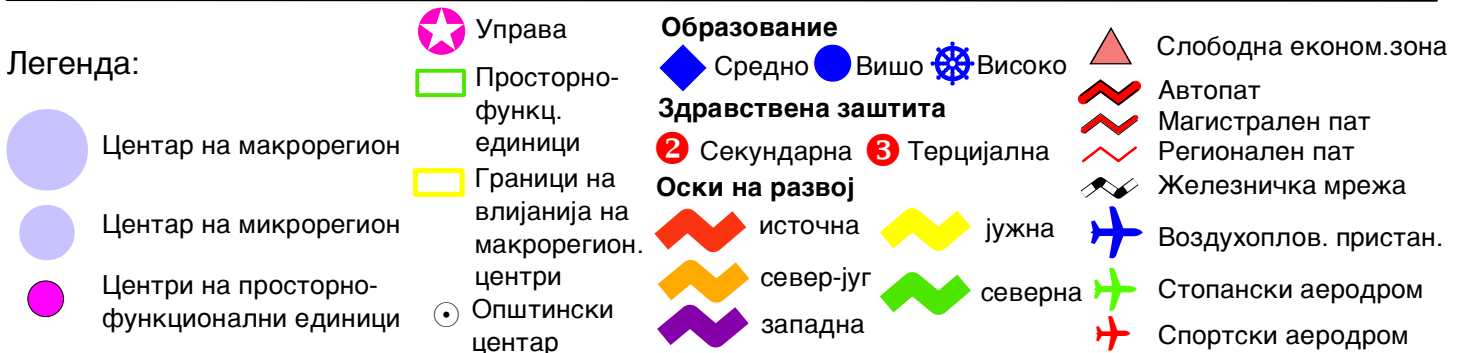 Легенда:
Центар на макрорегион
Центар на микрорегион
Центри на просторно-
функционални единици
Управа
Просторно-
функц.
единици
Граници на
влијанија на
макрорегион.
центри
Општински
центар
Образование
Средно Вишо Високо
Здравствена заштита
2 Секундарна 3 Терцијална
Оски на развој
источна јужна
север-југ северна
западна
Слободна економ.зона
Автопат
Магистрален пат
Регионален пат
Железничка мрежа
Воздухоплов. пристан.
Стопански аеродром
Спортски аеродром